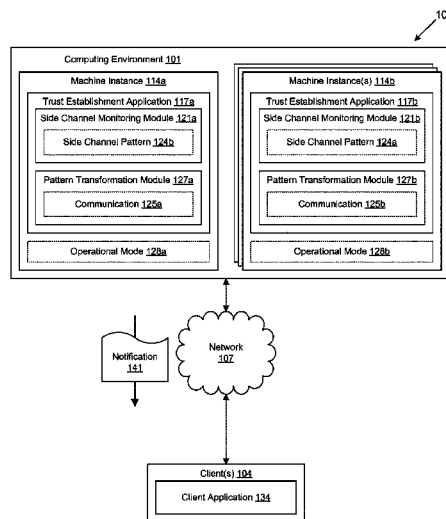 10
Computing Environment 101
Machine Instance 114a
Trust Establishment Application 117a
Side Channel Monitoring Module 121a
Side Channel Pattern 124b
Pattern Transformation Module 127a
Communication 125a
Operational Mode 128a
Machine Instance(s) 114b
Trust Establishment Application 117b
Side Channel Monitoring Module 121b
Side Channel Pattern 124a
Pattern Transformation Module 127b
Communication 125b
Operational Mode 128b
Notification
141
Network
107
Client(s) 104
Client Application 134